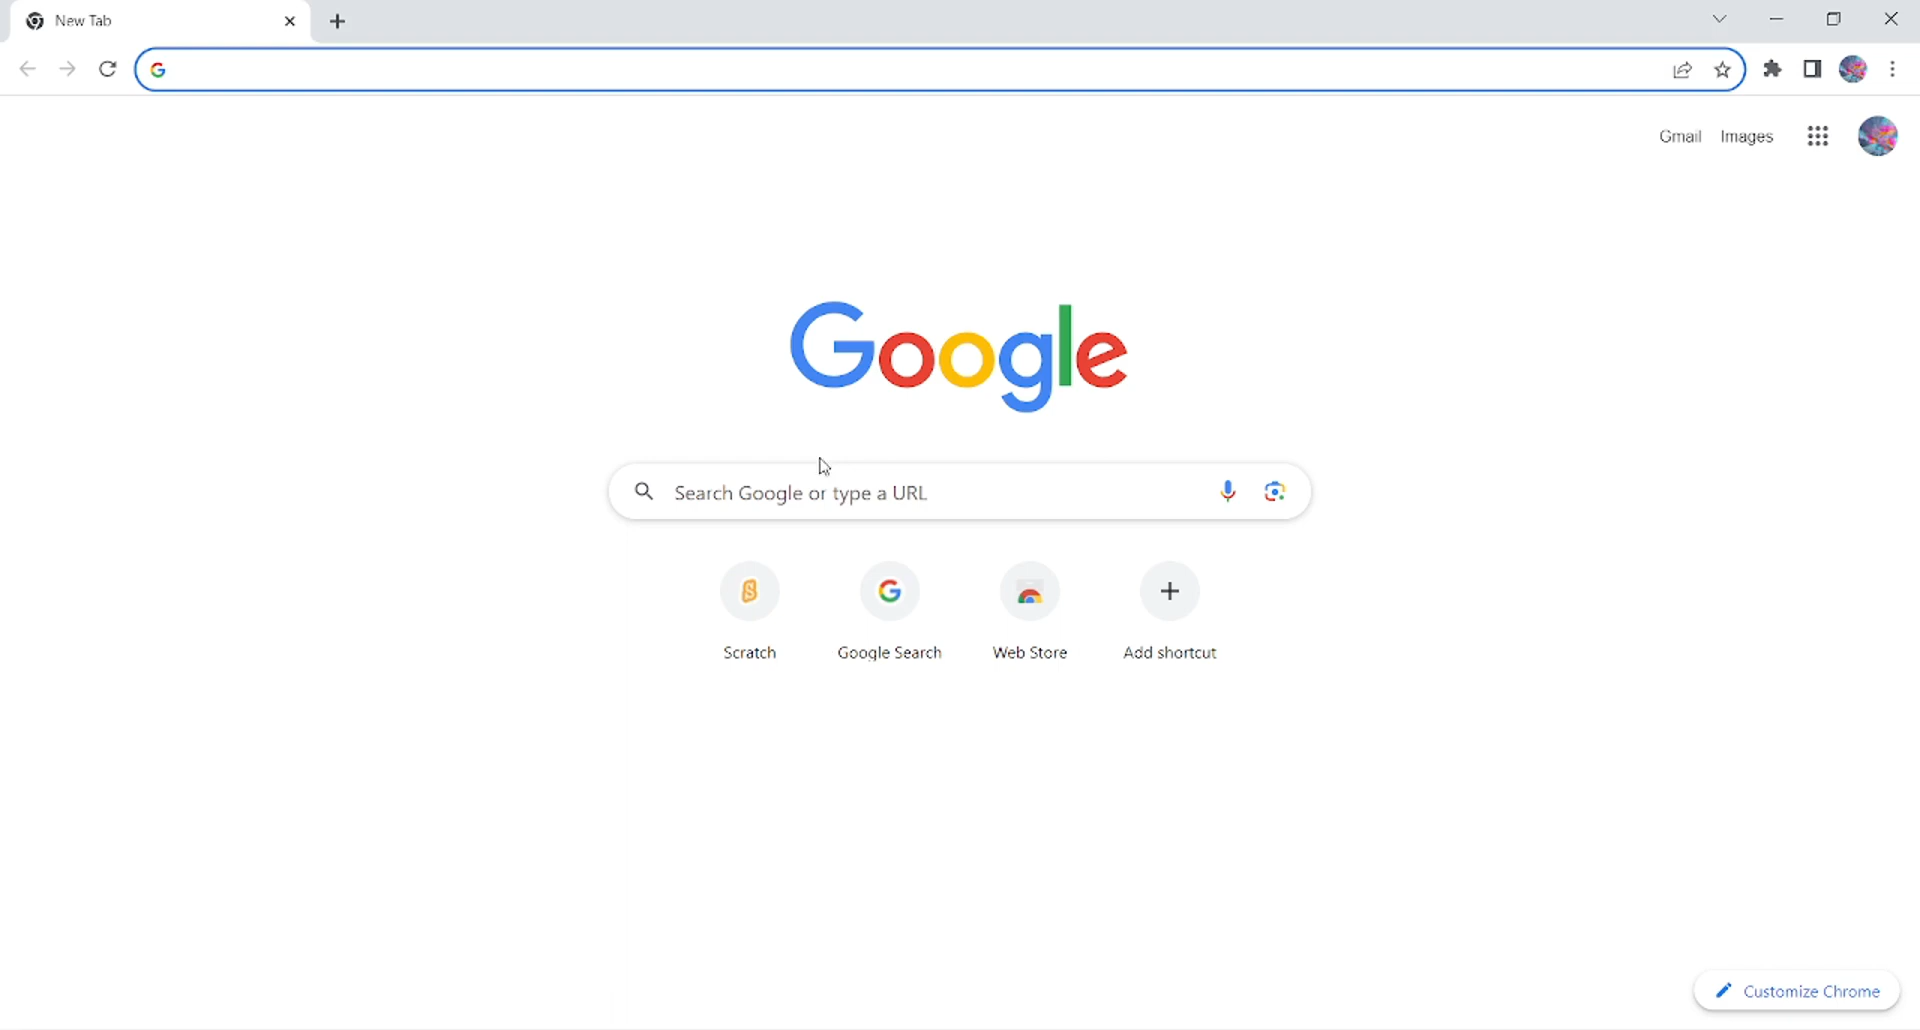 New Tab
Gmail Images
Google
Search Google or type a URL
Scratch Google Search Web Store Add shortcut
Customize Chrome